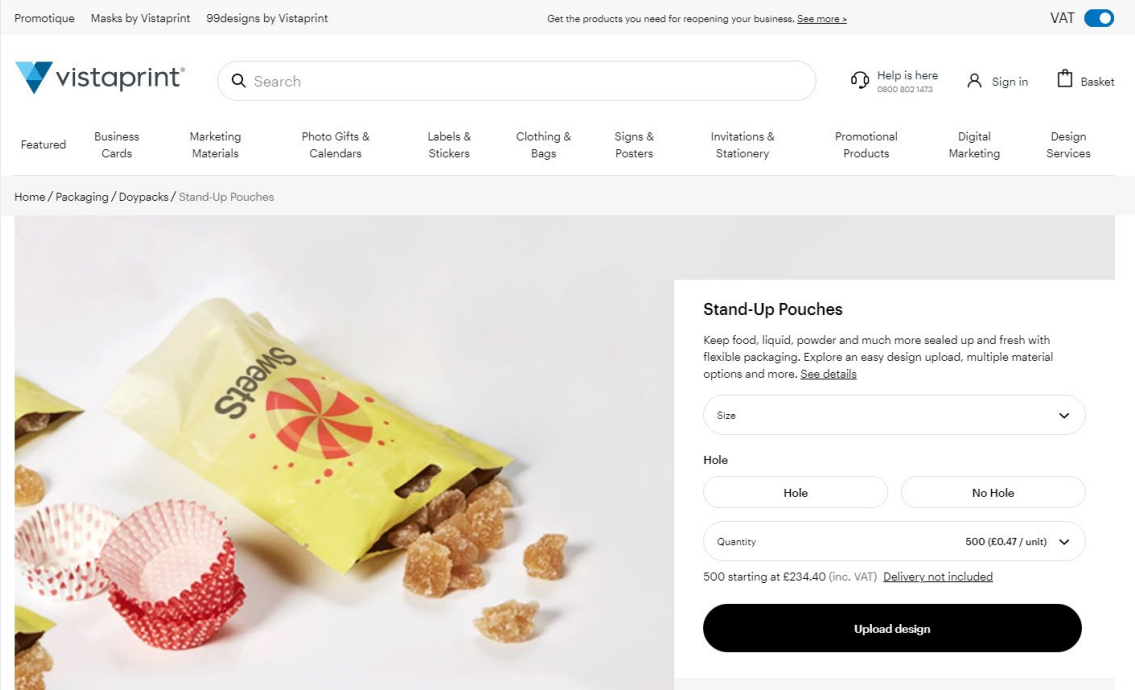 Promotique Masks by Vistaprint 99designs by Vistaprint Get the products you need for reopening your business. See more > VAT
vistaprint® Search Help is here Sign in Basket
0800 802 1473
Featured
Business Cards
Marketing Materials
Photo Gifts & Calendars
Labels & Stickers
Clothing & Bags
Signs & Posters
Invitations & Stationery
Promotional Products
Digital Marketing
Design Services
Home / Packaging / Doypacks / Stand-Up Pouches
Sweets
Stand-Up Pouches
Keep food, liquid, powder and much more sealed up and fresh with
flexible packaging. Explore an easy design upload, multiple material
options and more. See details
Size
Hole
Hole No Hole
Quantity 500 (£0.47 / unit)
500 starting at £234.40 (inc. VAT) Delivery not included
Upload design